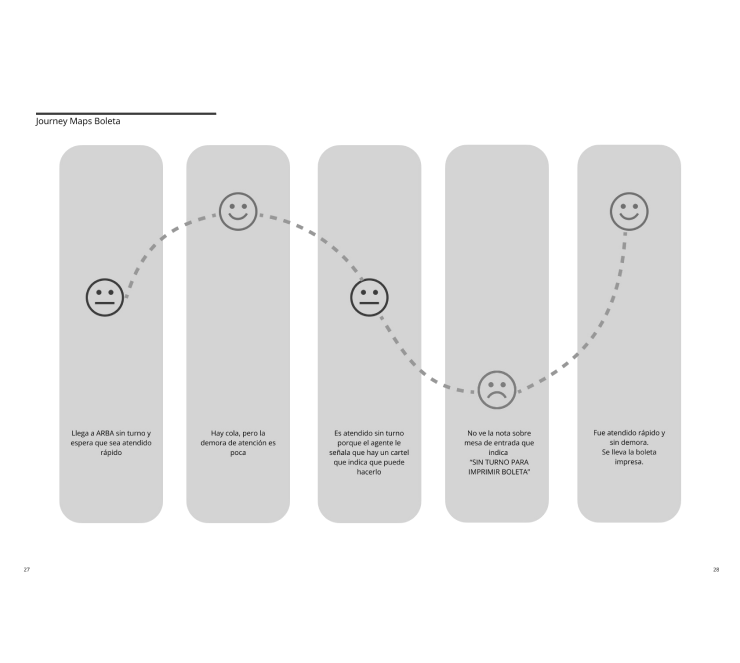 Journey Maps Boleta
Llega a ARBA sin turno y
espera que sea atendido
rápido
Hay cola, pero la
demora de atención es
poca
Es atendido sin turno
porque el agente le
señala que hay un cartel
que indica que puede
hacerlo
No ve la nota sobre
mesa de entrada que
indica
"SIN TURNO PARA
IMPRIMIR BOLETA"
Fue atendido rápido y
sin demora.
Se lleva la boleta
impresa.
27
28